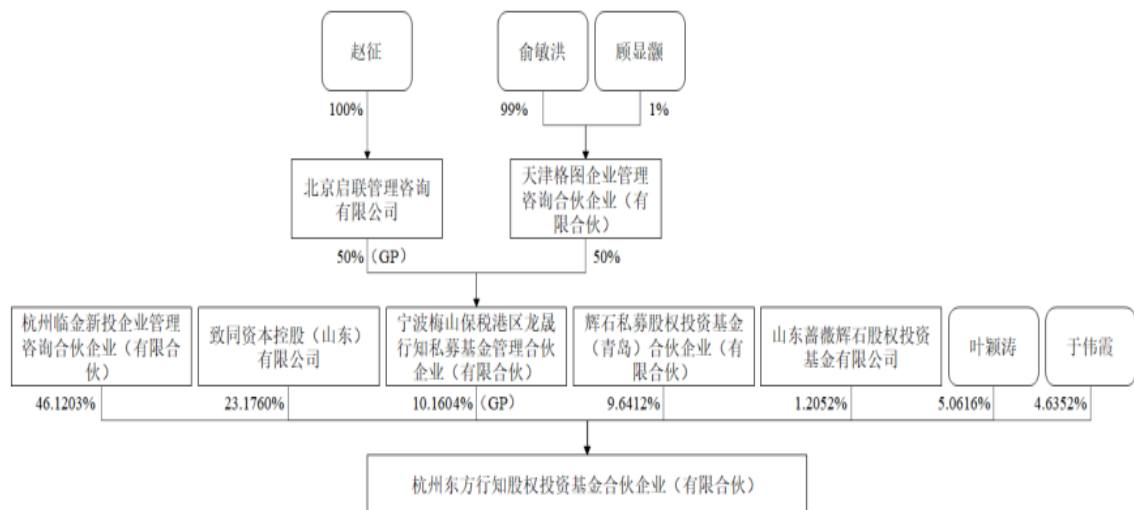 赵征
俞敏洪
顾显灏
100%
99%
1%
北京启联管理咨询
有限公司
天津格图企业管理
咨询合伙企业（有
限合伙）
50%（GP）
50%
杭州临金新投企业管理
咨询合伙企业（有限合
伙）
致同资本控股（山东）
有限公司
宁波梅山保税港区龙晟
行知私募基金管理合伙
企业（有限合伙）
辉石私募股权投资基金
（青岛）合伙企业（有
限合伙）
山东蔷薇辉石股权投资
基金有限公司
叶颖涛
于伟霞
46.1203%
23.1760%
10.1604%（GP）
9.6412%
1.2052%
5.0616%
4.6352%
杭州东方行知股权投资基金合伙企业（有限合伙）